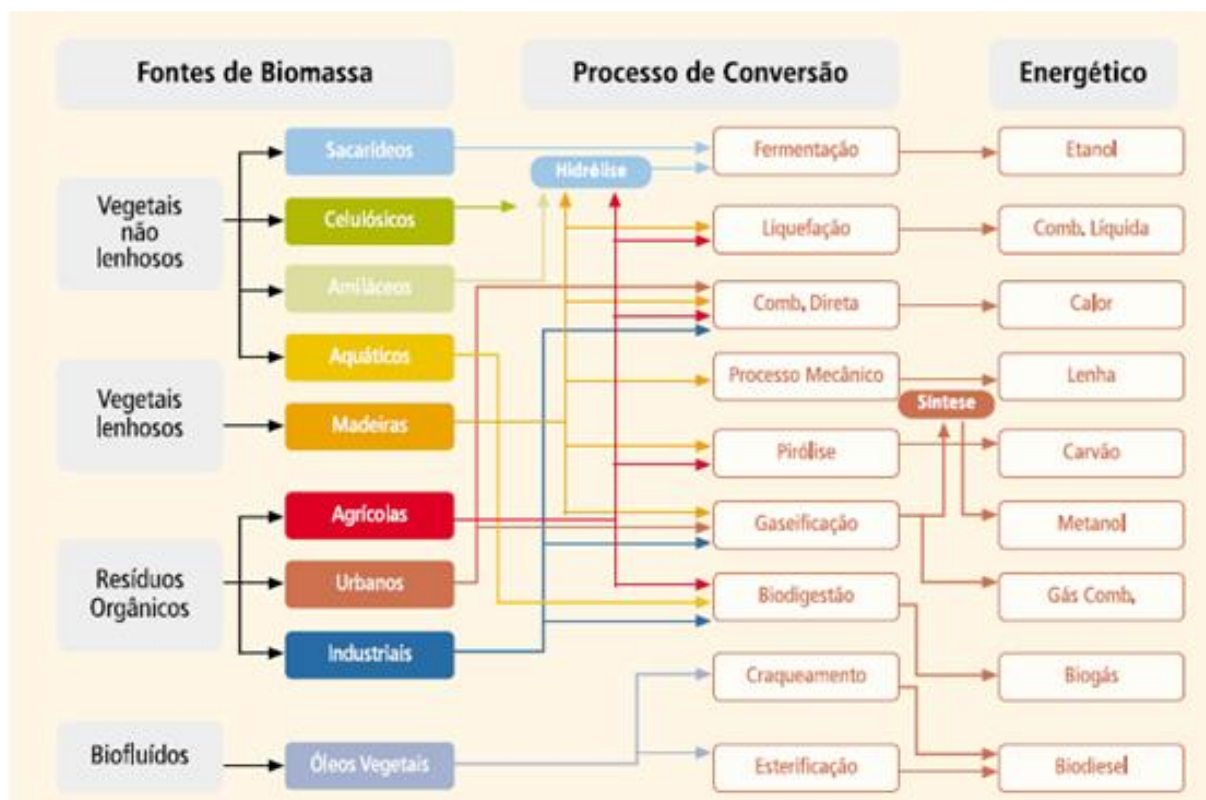 Fontes de Biomassa
Processo de Conversão
Energético
Vegetais
não
lenhosos
Vegetais
lenhosos
Resíduos
Orgânicos
Biofluídos
Sacarídeos
Celulósicos
Amiláceos
Aquáticos
Madeiras
Agrícolas
Urbanos
Industriais
Óleos Vegetais
Hidrólise
Fermentação
Liquefação
Comb. Direta
Processo Mecânico
Pirólise
Gaseificação
Biodigestão
Craqueamento
Esterificação
Síntese
Etanol
Comb. Líquida
Calor
Lenha
Carvão
Metanol
Gás Comb.
Biogás
Biodiesel